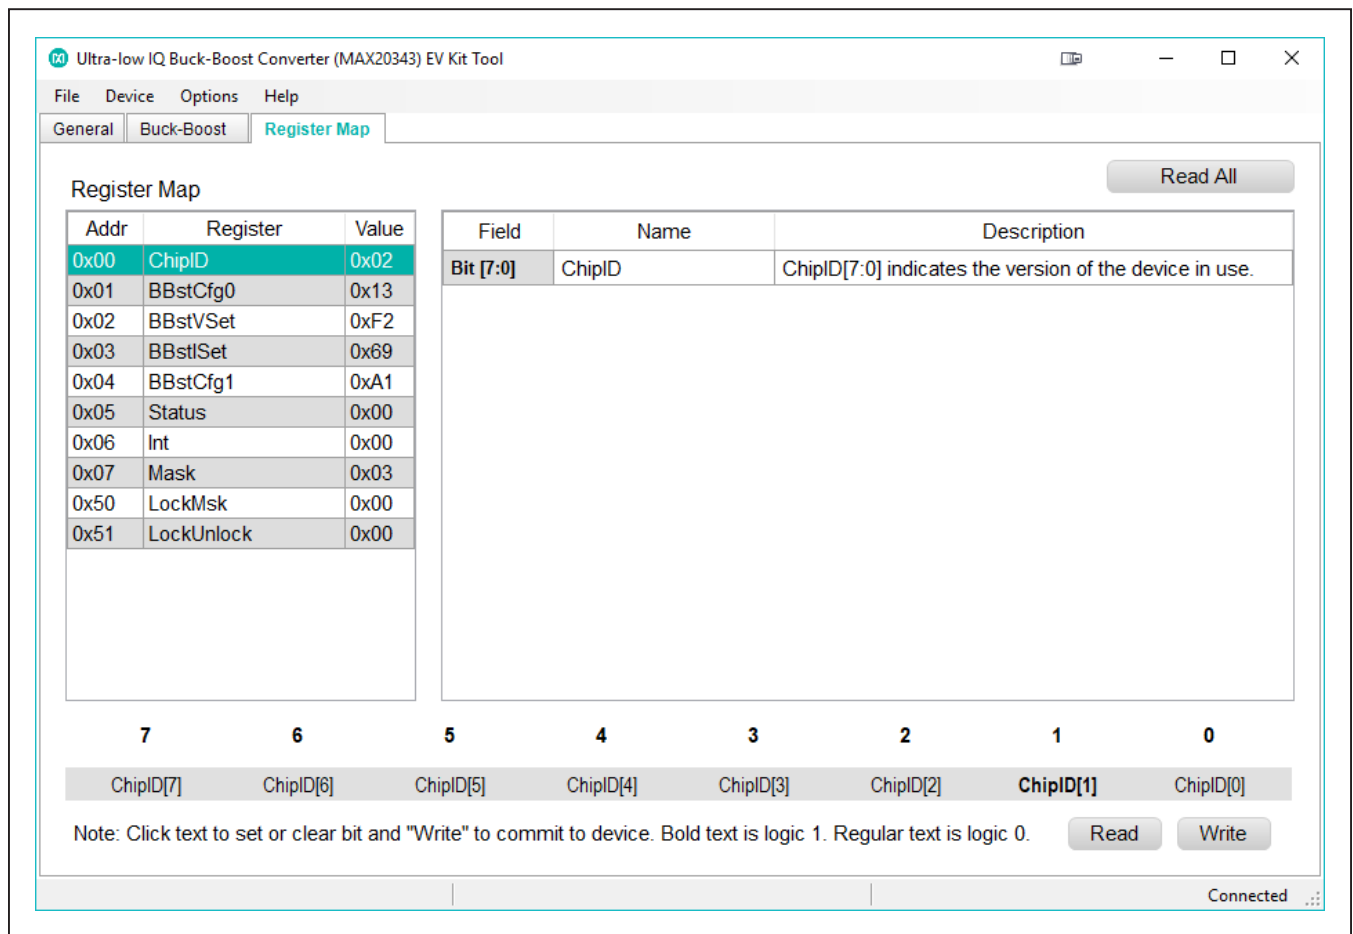 Ultra-low IQ Buck-Boost Converter (MAX20343) EV Kit Tool
File Device Options Help
General Buck-Boost Register Map
Read All
Register Map
Addr Register Value
0x00 ChipID 0x02
0x01 BBstCfg0 0x13
0x02 BBstVSet 0xF2
0x03 BBstISet 0x69
0x04 BBstCfg1 0xA1
0x05 Status 0x00
0x06 Int 0x00
0x07 Mask 0x03
0x50 LockMsk 0x00
0x51 LockUnlock 0x00
Field Name Description
Bit [7:0] ChipID ChipID[7:0] indicates the version of the device in use.
7 6 5 4 3 2 1 0
ChipID[7] ChipID[6] ChipID[5] ChipID[4] ChipID[3] ChipID[2] ChipID[1] ChipID[0]
Note: Click text to set or clear bit and "Write" to commit to device. Bold text is logic 1. Regular text is logic 0. Read Write
Connected